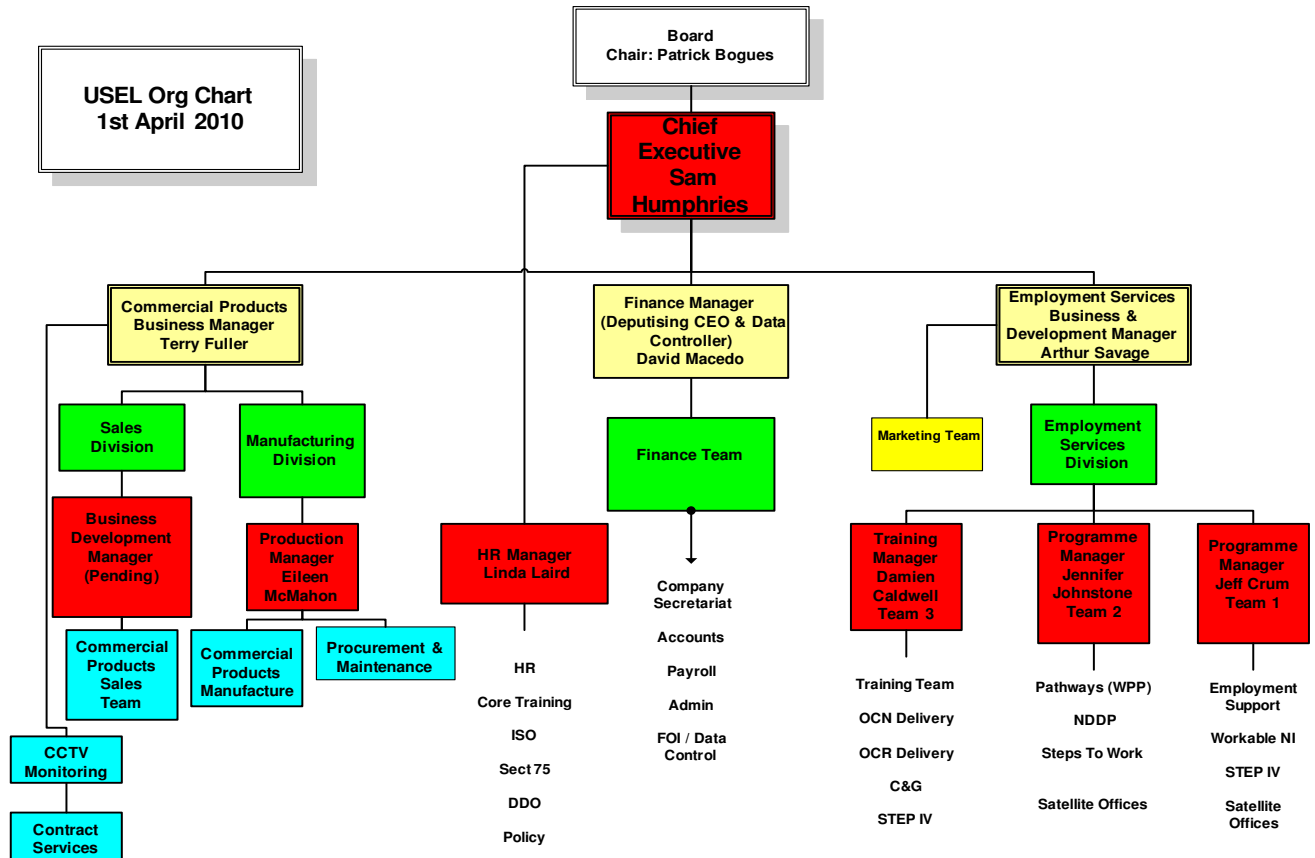 Board
Chair: Patrick Bogues
USEL Org Chart
1st April 2010
Chief
Executive
Sam
Humphries
Commercial Products
Business Manager
Terry Fuller
Finance Manager
(Deputising CEO & Data
Controller)
David Macedo
Employment Services
Business &
Development Manager
Arthur Savage
Sales
Division
Manufacturing
Division
Finance Team
Marketing Team
Employment
Services
Division
Business
Development
Manager
(Pending)
Production
Manager
Eileen
McMahon
HR Manager
Linda Laird
Training
Manager
Damien
Caldwell
Team 3
Programme
Manager
Jennifer
Johnstone
Team 2
Programme
Manager
Jeff Crum
Team 1
Commercial
Products
Sales
Team
Commercial
Products
Manufacture
Procurement &
Maintenance
CCTV
Monitoring
Contract
Services
HR
Core Training
ISO
Sect 75
DDO
Policy
Company
Secretariat
Accounts
Payroll
Admin
FOI / Data
Control
Training Team
OCN Delivery
OCR Delivery
C&G
STEP IV
Pathways (WPP)
NDDP
Steps To Work
Satellite Offices
Employment
Support
Workable NI
STEP IV
Satellite
Offices